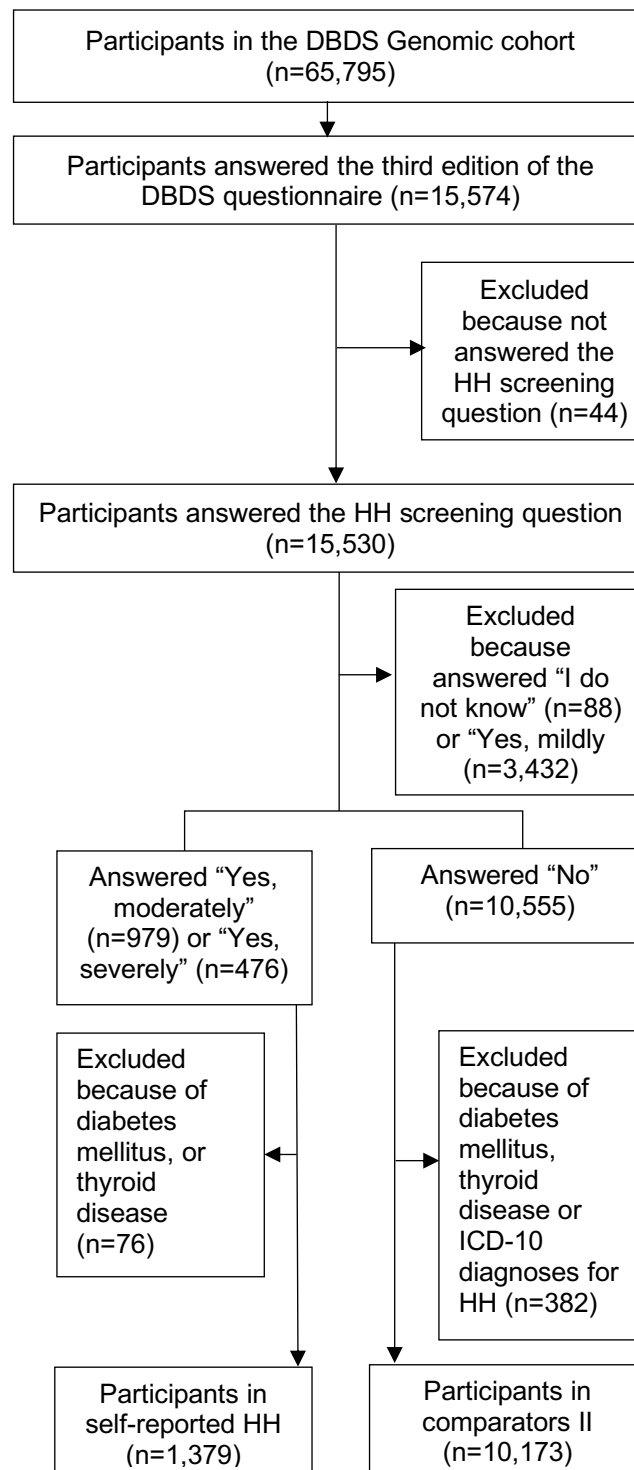 Participants in the DBDS Genomic cohort
(n=65,795)
Participants answered the third edition of the
DBDS questionnaire (n=15,574)
Excluded
because not
answered the
HH screening
question (n=44)
Participants answered the HH screening question
(n=15,530)
Excluded
because
answered “I do
not know” (n=88)
or “Yes, mildly
(n=3,432)
Answered “Yes,
moderately”
(n=979) or “Yes,
severely” (n=476)
Answered “No”
(n=10,555)
Excluded
because of
diabetes
mellitus, or
thyroid
disease
(n=76)
Excluded
because of
diabetes
mellitus,
thyroid
disease or
ICD-10
diagnoses for
HH (n=382)
Participants in
self-reported HH
(n=1,379)
Participants in
comparators II
(n=10,173)